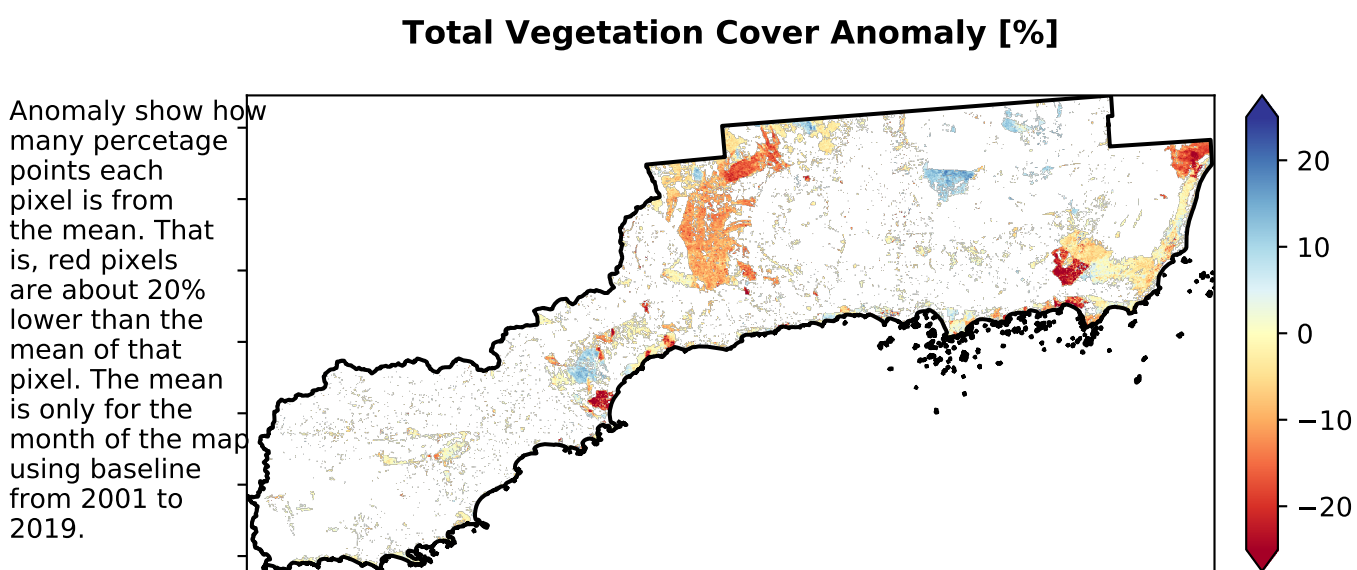 Total Vegetation Cover Anomaly [%]
Anomaly show how
many percetage
points each
pixel is from
the mean. That
is, red pixels
are about 20%
lower than the
mean of that
pixel. The mean
is only for the
month of the map
using baseline
from 2001 to
2019.
20
10
0
−10
−20